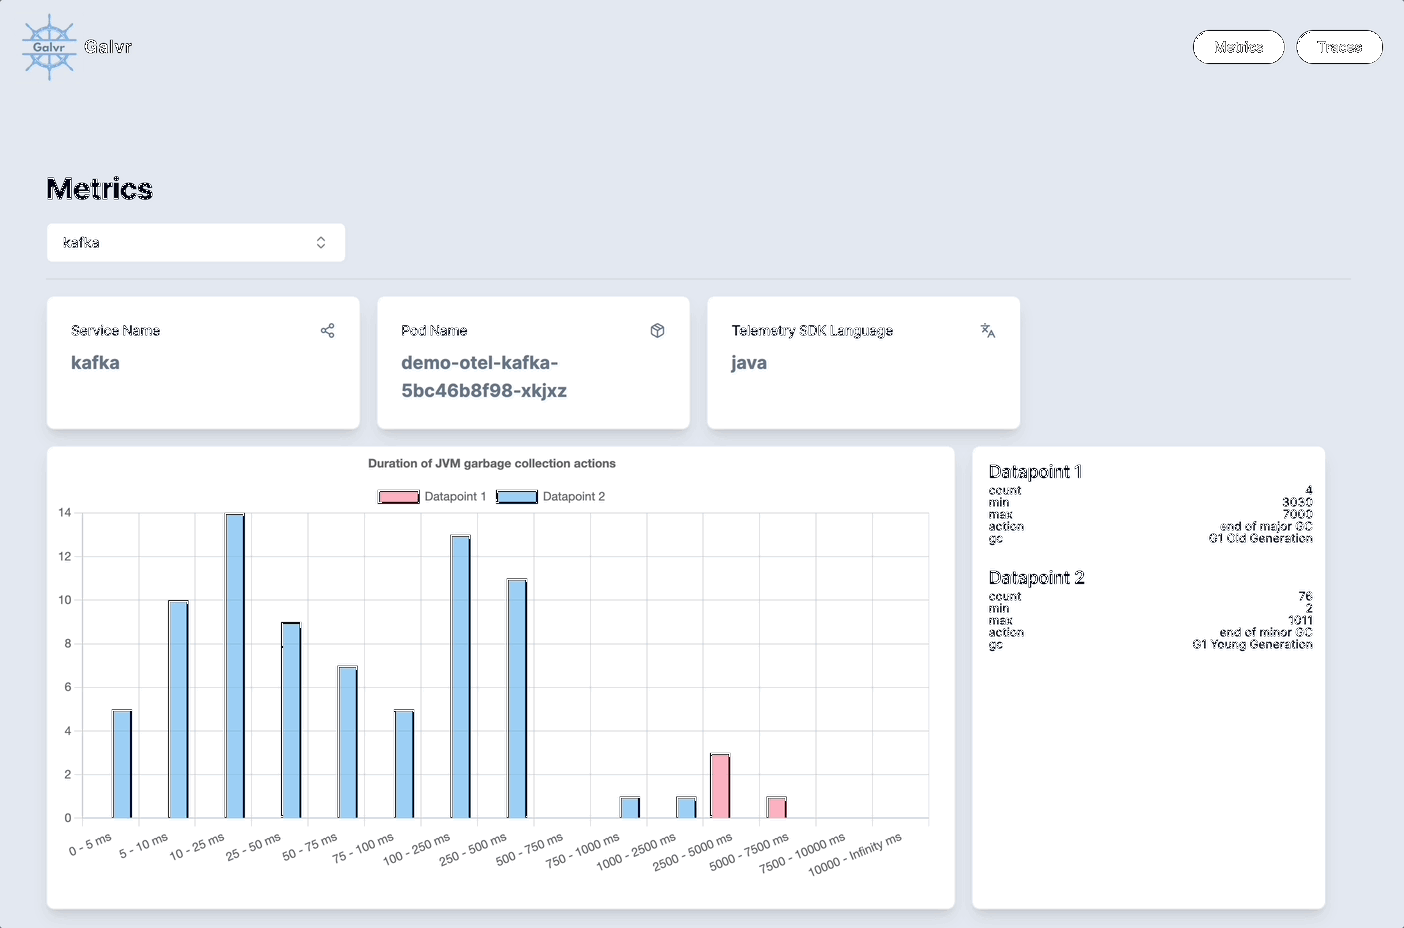 Galvr
Galvr
Metrics
Traces
Metrics
kafka
Service Name
kafka
Pod Name
demo-otel-kafka-
5bc46b8f98-xkjxz
Telemetry SDK Language
java
Duration of JVM garbage collection actions
Datapoint 1
Datapoint 2
14
12
10
8
6
4
2
0
0 - 5 ms
5 - 10 ms
10 - 25 ms
25 - 50 ms
50 - 75 ms
75 - 100 ms
100 - 250 ms
250 - 500 ms
500 - 750 ms
750 - 1000 ms
1000 - 2500 ms
2500 - 5000 ms
5000 - 7500 ms
7500 - 10000 ms
10000 - Infinity ms
Datapoint 1
count 4
min 3030
max 7000
action end of major GC
gc G1 Old Generation
Datapoint 2
count 76
min 2
max 1011
action end of minor GC
gc G1 Young Generation